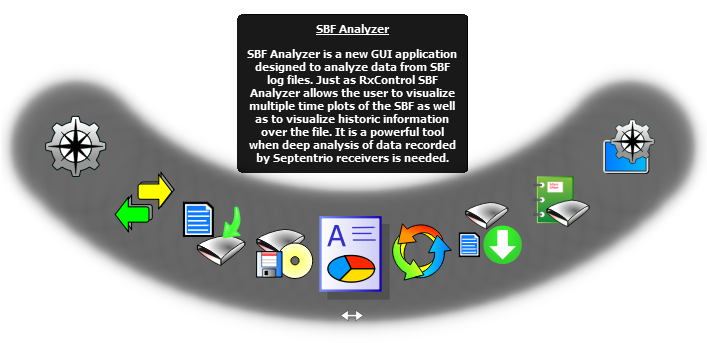 SBF Analyzer
SBF Analyzer is a new GUI application
designed to analyze data from SBF
log files. Just as RxControl SBF
Analyzer allows the user to visualize
multiple time plots of the SBF as well
as to visualize historic information
over the file. It is a powerful tool
when deep analysis of data recorded
by Septentrio receivers is needed.
A